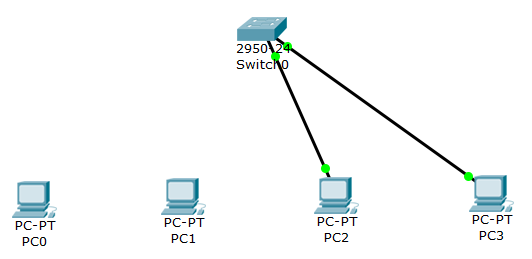 2950-24
Switch0
PC-PT
PC0
PC-PT
PC1
PC-PT
PC2
PC-PT
PC3